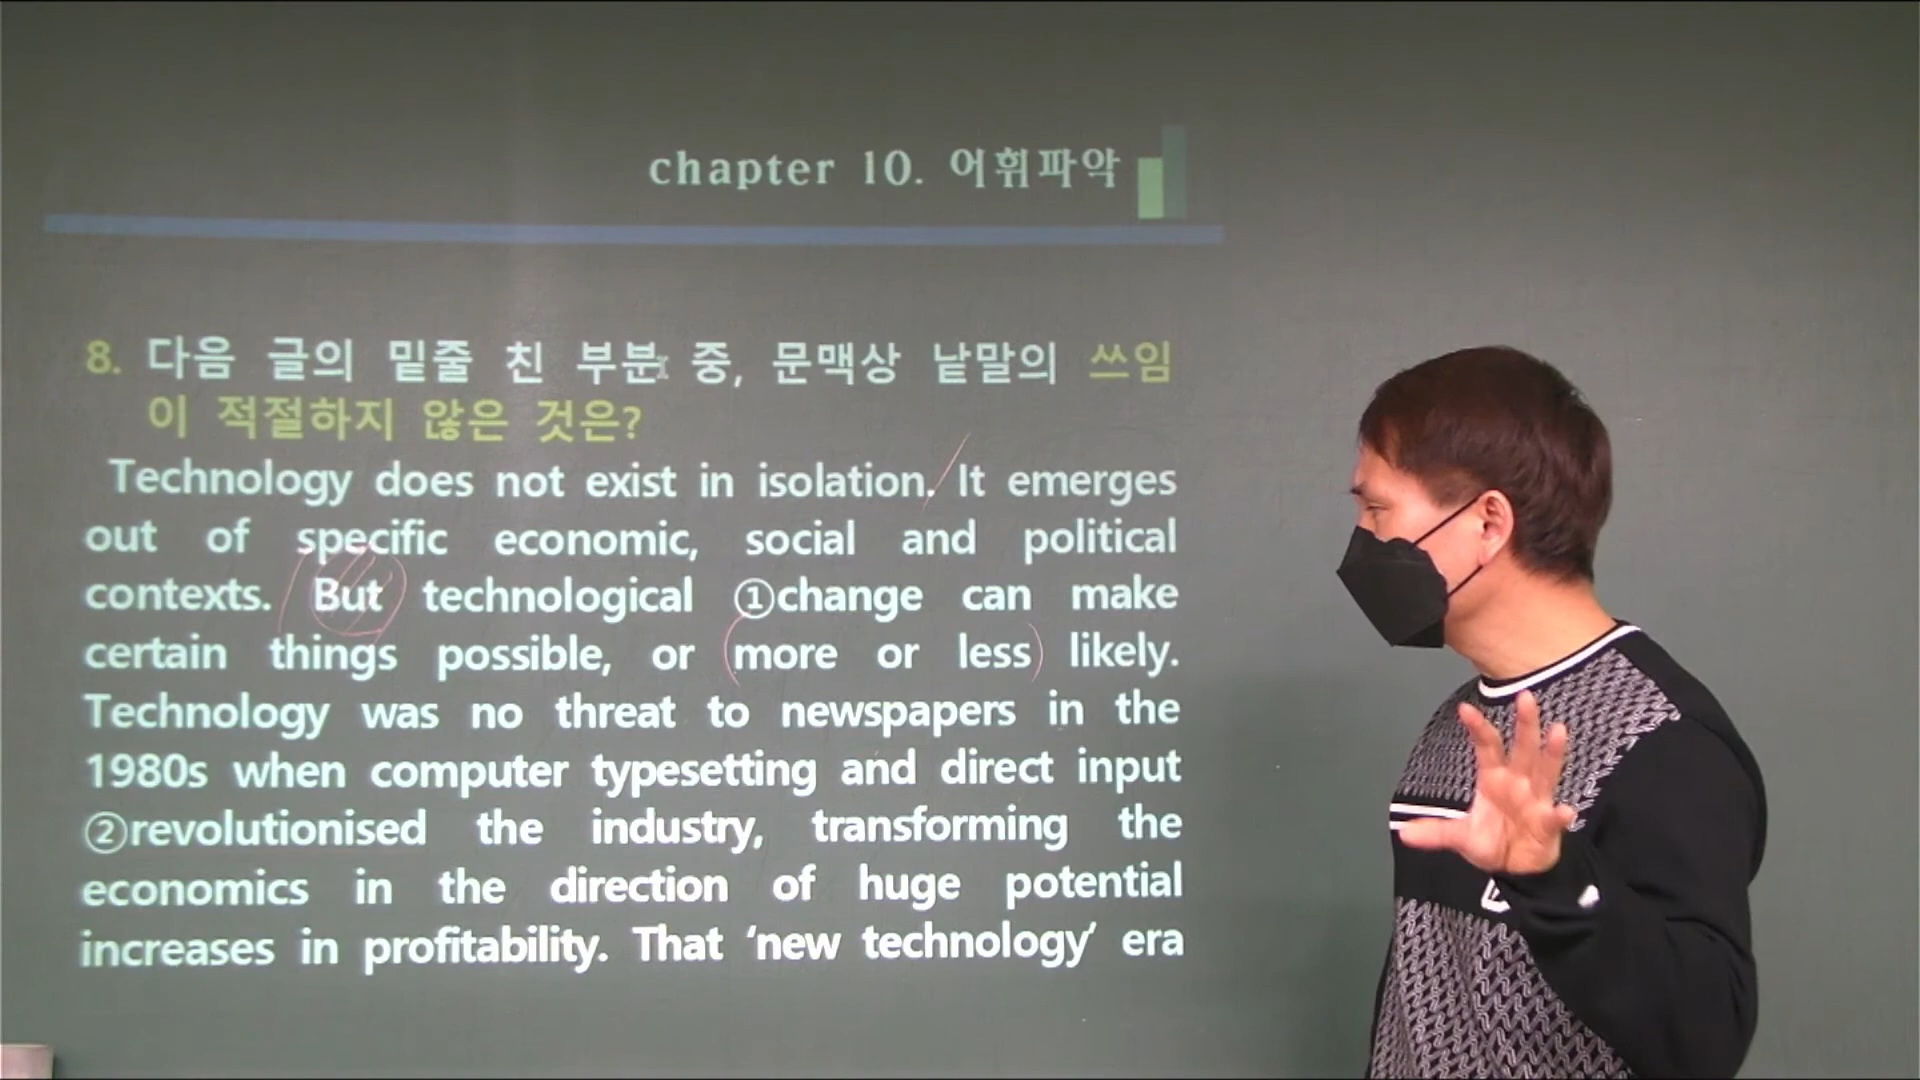 chapter 10. 어휘파악
8. 다음 글의 밑줄 친 부분 중, 문맥상 낱말의 쓰임
이 적절하지 않은 것은?
Technology does not exist in isolation. It emerges
out of specific economic, social and political
contexts. But technological ①change can make
certain things possible, or more or less likely.
Technology was no threat to newspapers in the
1980s when computer typesetting and direct input
②revolutionised the industry, transforming the
economics in the direction of huge potential
increases in profitability. That ‘new technology’ era